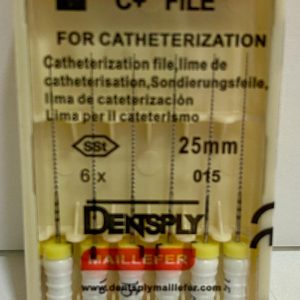 C+ FILE
FOR CATHETERIZATION
Catheterization file, lime de
catheterisation, Sondierungsfeile,
lima de cateterización
Lima per il cateterismo
SSt
25mm
6 x
015
DENTSPLY
MAILLEFER
www.dentsplymaillefer.com